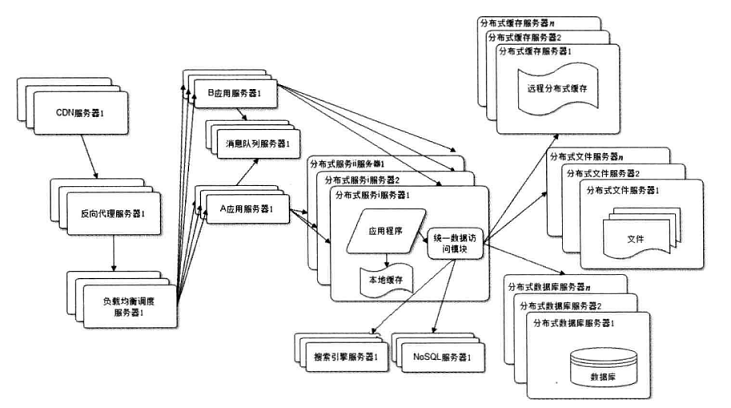 CDN服务器1
反向代理服务器1
负载均衡调度
服务器1
B应用服务器1
消息队列服务器1
A应用服务器1
分布式服务ii服务器1
分布式服务i服务器2
分布式服务i服务器1
应用程序
统一数据访
问模块
本地缓存
搜索引擎服务器1
NoSQL服务器1
分布式缓存服务器n
分布式缓存服务器2
分布式缓存服务器1
远程分布式缓存
分布式文件服务器n
分布式文件服务器2
分布式文件服务器1
文件
分布式数据库服务器n
分布式数据库服务器2
分布式数据库服务器1
数据库